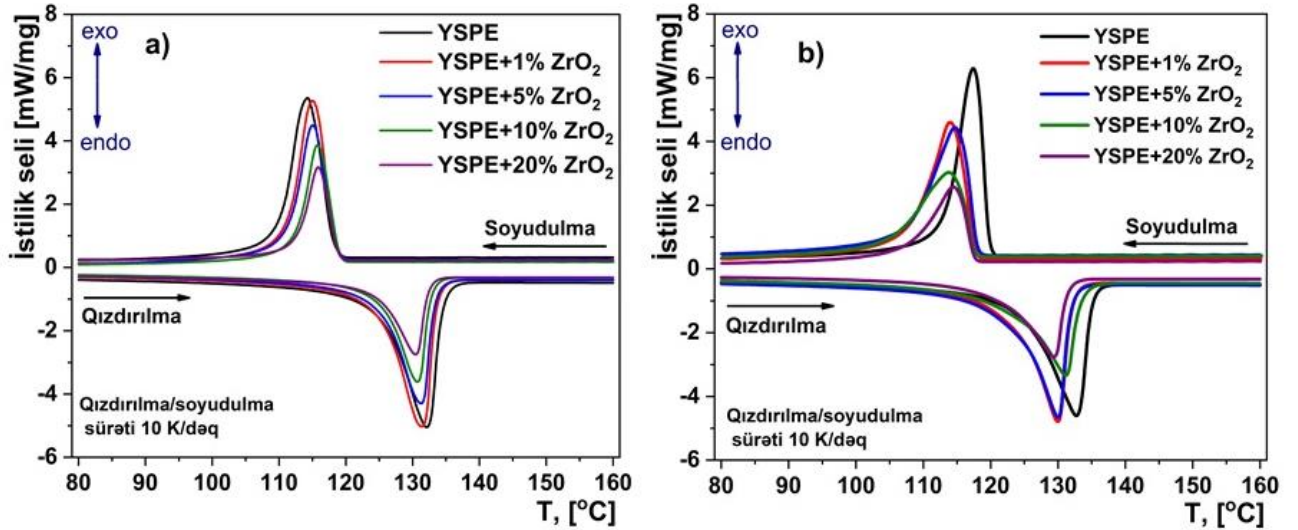 a)
exo
endo
YSPE
YSPE+1% ZrO₂
YSPE+5% ZrO₂
YSPE+10% ZrO₂
YSPE+20% ZrO₂
İstilik seli [mW/mg]
8
6
4
2
0
-2
-4
-6
Soyudulma
Qızdırılma
Qızdırılma/soyudulma
sürəti 10 K/dəq
80 90 100 110 120 130 140 150 160
T, [°C]
b)
exo
endo
YSPE
YSPE+1% ZrO₂
YSPE+5% ZrO₂
YSPE+10% ZrO₂
YSPE+20% ZrO₂
İstilik seli [mW/mg]
8
6
4
2
0
-2
-4
-6
Soyudulma
Qızdırılma
Qızdırılma/soyudulma
sürəti 10 K/dəq
80 90 100 110 120 130 140 150 160
T, [°C]